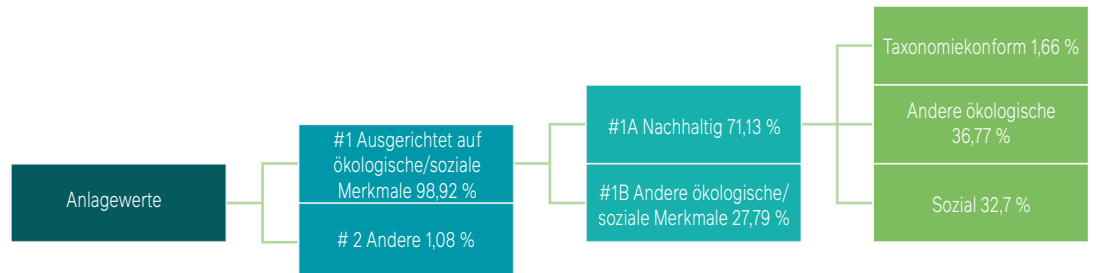 Anlagewerte
#1 Ausgerichtet auf
ökologische/soziale
Merkmale 98,92 %
# 2 Andere 1,08 %
#1A Nachhaltig 71,13 %
#1B Andere ökologische/
soziale Merkmale 27,79 %
Taxonomiekonform 1,66 %
Andere ökologische
36,77 %
Sozial 32,7 %